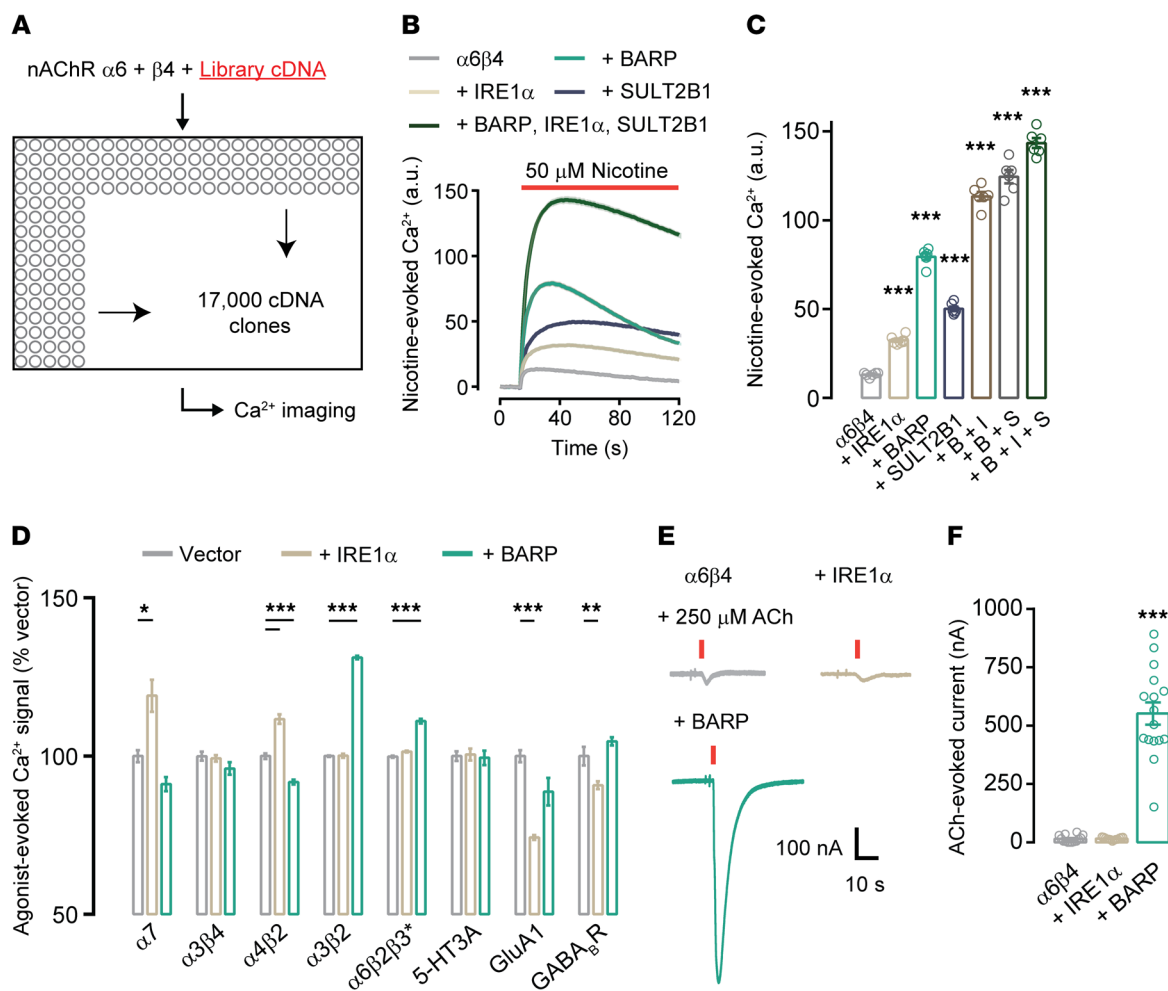 A
nAChR α6 + β4 + Library cDNA
17,000 cDNA
clones
Ca²⁺ imaging
B
α6β4
+ BARP
+ IRE1α
+ SULT2B1
+ BARP, IRE1α, SULT2B1
50 μM Nicotine
Nicotine-evoked Ca²⁺ (a.u.)
150
100
50
0
0 40 80 120
Time (s)
C
Nicotine-evoked Ca²⁺ (a.u.)
150
100
50
0
*** *** *** *** *** ***
α6β4
+ IRE1α
+ BARP
+ SULT2B1
+ B + I
+ B + S
+ B + I + S
D
Vector + IRE1α + BARP
Agonist-evoked Ca²⁺ signal (% vector)
150
100
50
* *** *** *** *** **
α7
α3β4
α4β2
α3β2
α6β2β3*
5-HT3A
GluA1
GABA_BR
E
α6β4
+ IRE1α
+ 250 μM ACh
+ BARP
100 nA
10 s
F
ACh-evoked current (nA)
1000
750
500
250
0
***
α6β4
+ IRE1α
+ BARP